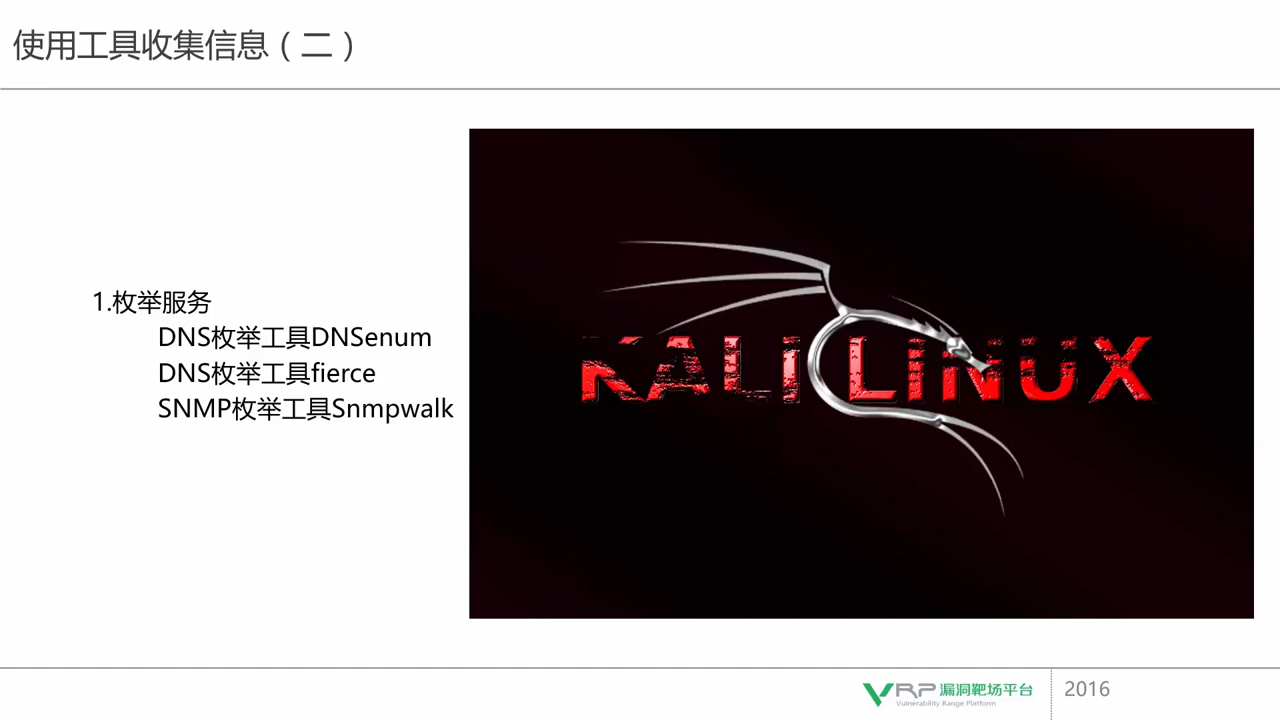 使用工具收集信息（二）
1.枚举服务
DNS枚举工具DNSenum
DNS枚举工具fierce
SNMP枚举工具Snmpwalk
KALI LINUX
VRP 漏洞靶场平台
Vulnerability Range Platform
2016